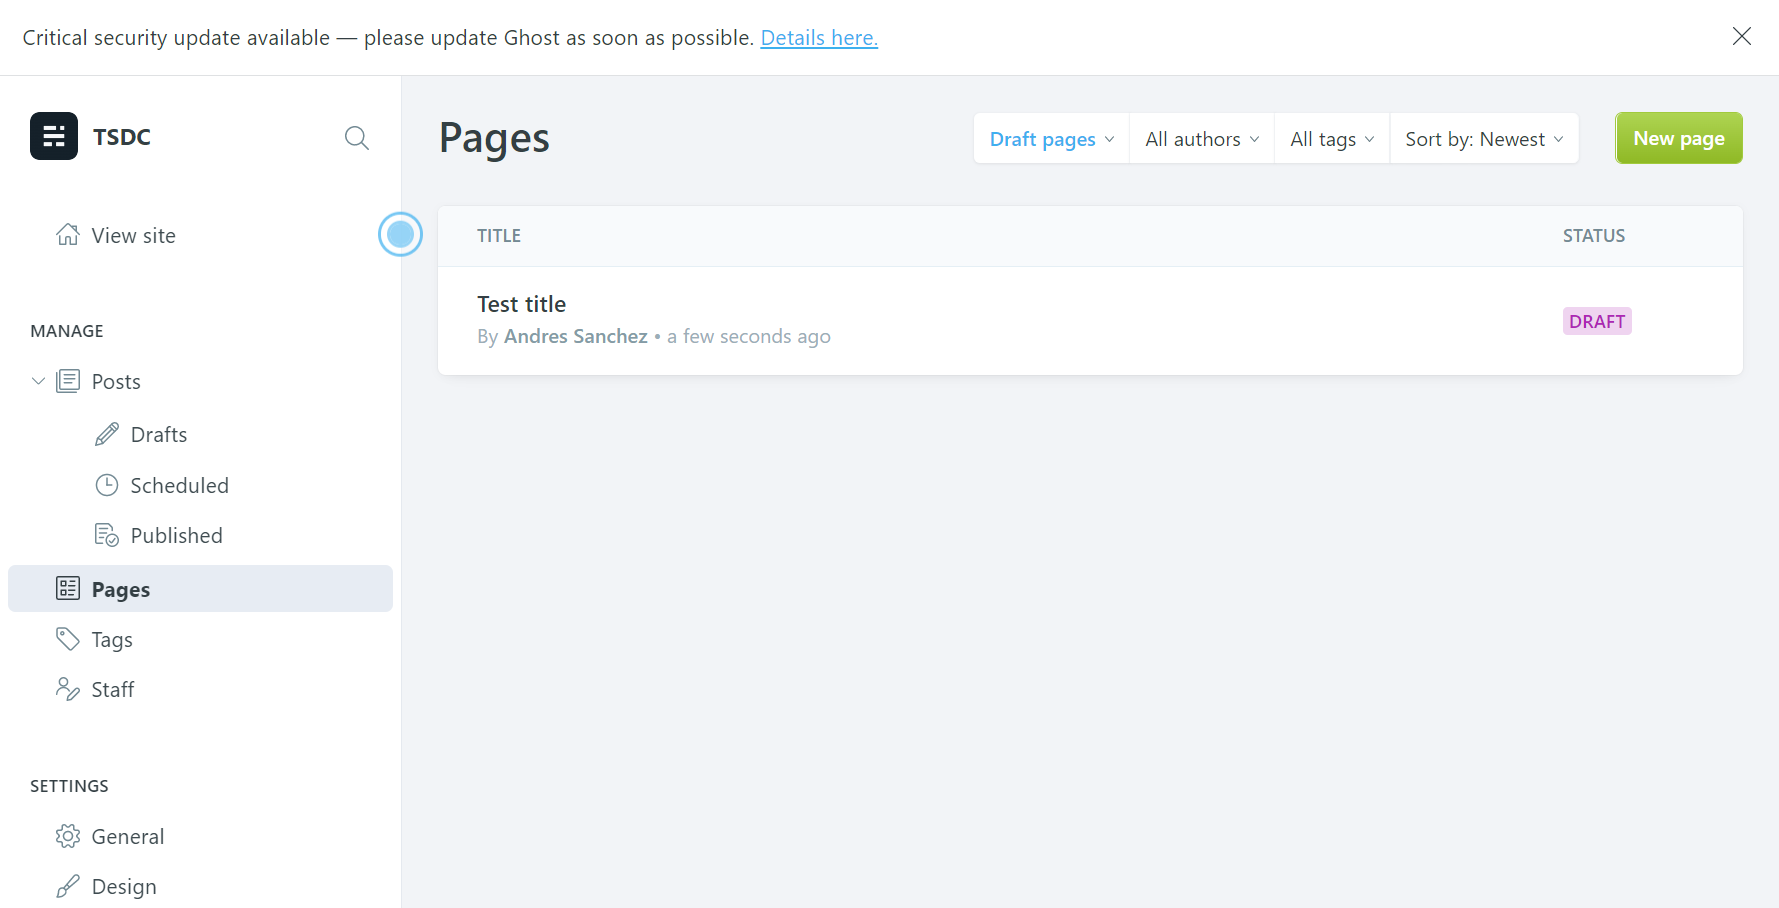 Critical security update available — please update Ghost as soon as possible. Details here.
TSDC
View site
MANAGE
Posts
Drafts
Scheduled
Published
Pages
Tags
Staff
SETTINGS
General
Design
Pages
Draft pages
All authors
All tags
Sort by: Newest
New page
TITLE
STATUS
Test title
By Andres Sanchez • a few seconds ago
DRAFT